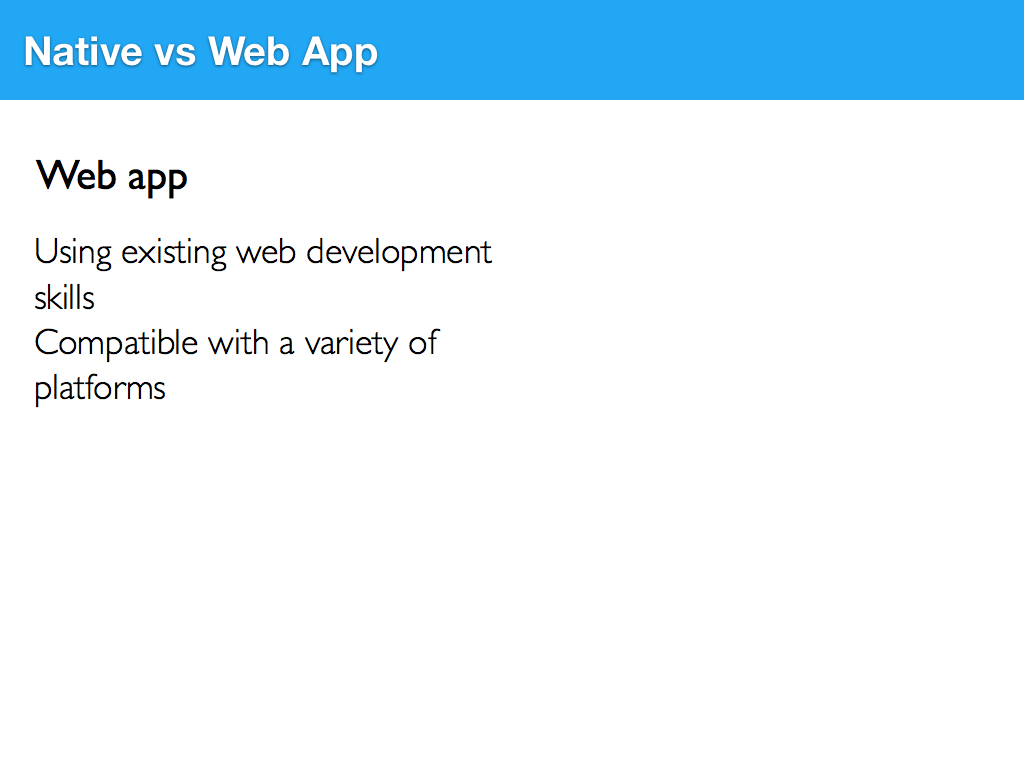 Native vs Web App
Web app
Using existing web development
skills
Compatible with a variety of
platforms